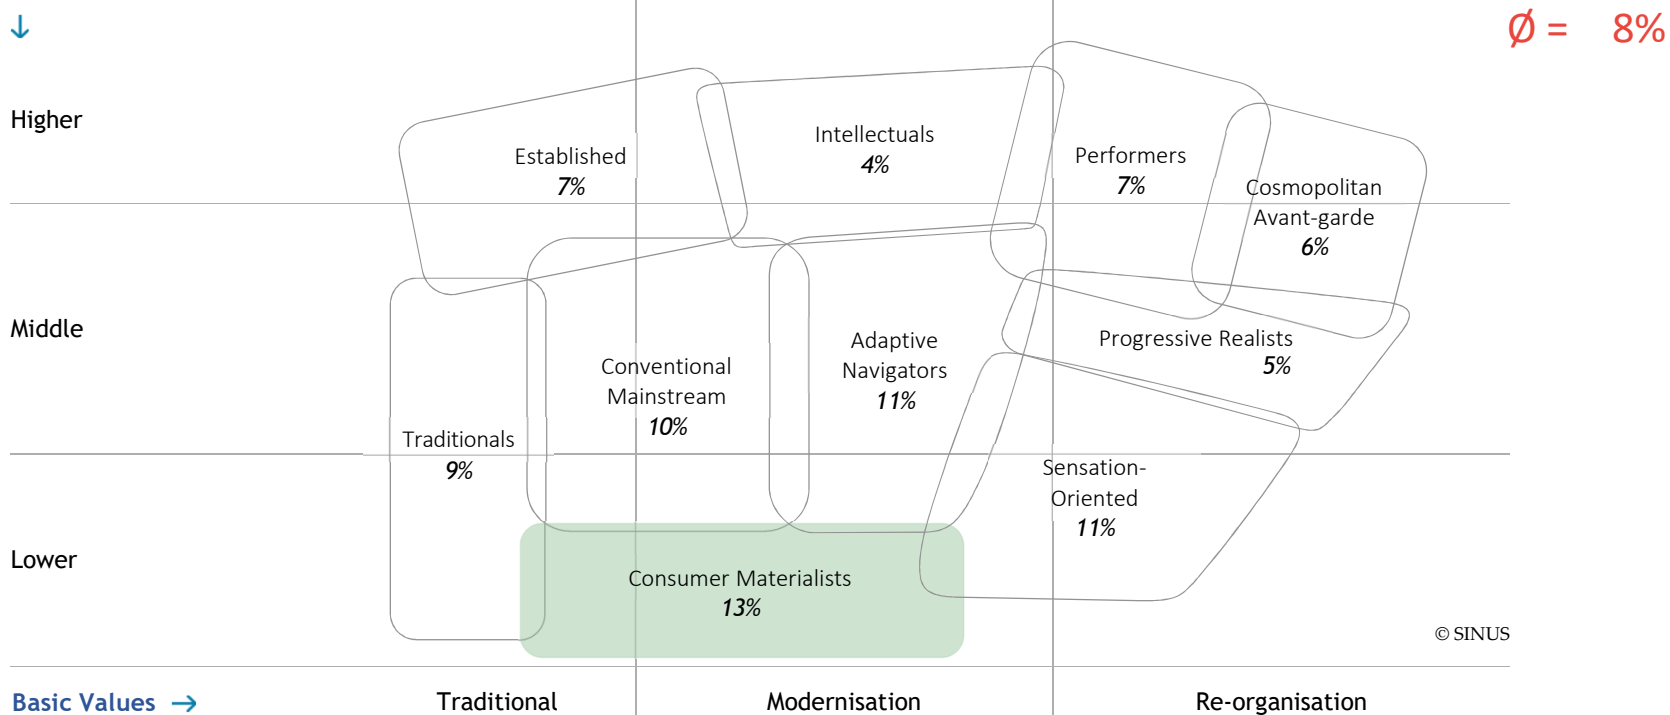 ↓
Ø = 8%
Higher
Established
7%
Intellectuals
4%
Performers
7%
Cosmopolitan
Avant-garde
6%
Middle
Conventional
Mainstream
10%
Adaptive
Navigators
11%
Progressive Realists
5%
Traditionals
9%
Sensation-
Oriented
11%
Lower
Consumer Materialists
13%
© SINUS
Basic Values →
Traditional
Modernisation
Re-organisation